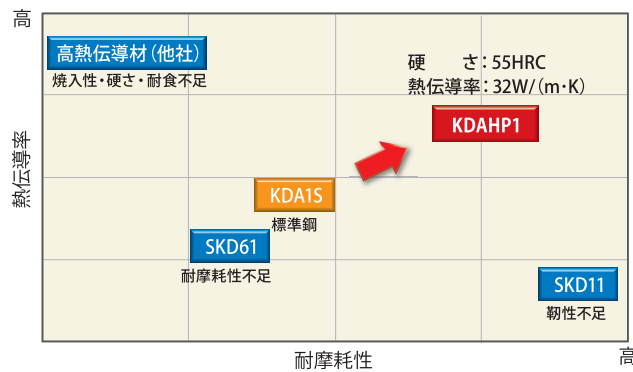 高
高熱伝導材（他社）
焼入性・硬さ・耐食不足
硬　　さ：55HRC
熱伝導率：32W/（m・K）
KDAHP1
熱伝導率
KDA1S
標準鋼
SKD61
耐摩耗性不足
SKD11
靭性不足
耐摩耗性
高